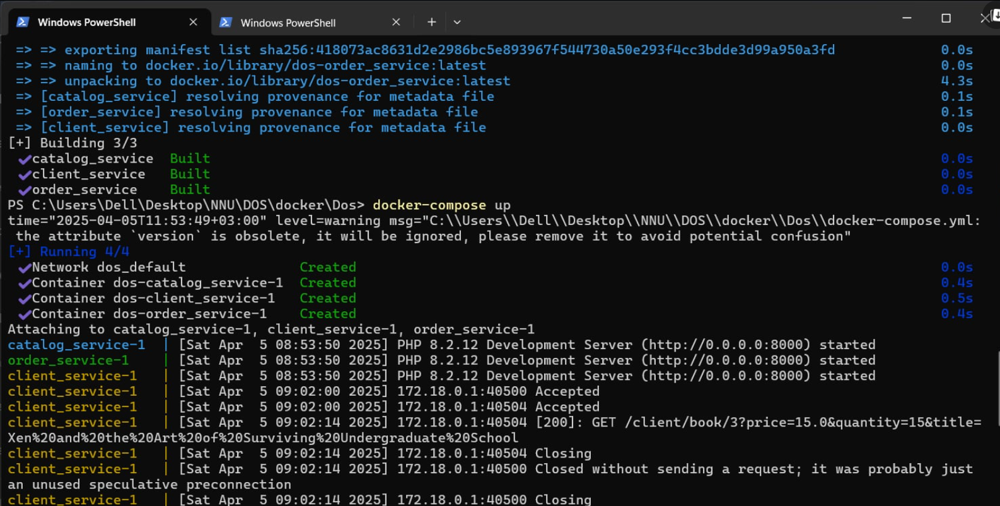 Windows PowerShell
Windows PowerShell
=> => exporting manifest list sha256:418073ac8631d2e2986bc5e893967f544730a50e293f4cc3bdde3d99a950a3fd 0.0s
=> => naming to docker.io/library/dos-order_service:latest 0.0s
=> => unpacking to docker.io/library/dos-order_service:latest 4.3s
=> [catalog_service] resolving provenance for metadata file 0.1s
=> [order_service] resolving provenance for metadata file 0.1s
=> [client_service] resolving provenance for metadata file 0.0s
[+] Building 3/3
✔catalog_service Built 0.0s
✔client_service Built 0.0s
✔order_service Built 0.0s
PS C:\Users\Dell\Desktop\NNU\DOS\docker\Dos> docker-compose up
time="2025-04-05T11:53:49+03:00" level=warning msg="C:\\Users\\Dell\\Desktop\\NNU\\DOS\\docker\\Dos\\docker-compose.yml:
the attribute `version` is obsolete, it will be ignored, please remove it to avoid potential confusion"
[+] Running 4/4
✔Network dos_default Created 0.0s
✔Container dos-catalog_service-1 Created 0.4s
✔Container dos-client_service-1 Created 0.5s
✔Container dos-order_service-1 Created 0.4s
Attaching to catalog_service-1, client_service-1, order_service-1
catalog_service-1 | [Sat Apr 5 08:53:50 2025] PHP 8.2.12 Development Server (http://0.0.0.0:8000) started
order_service-1 | [Sat Apr 5 08:53:50 2025] PHP 8.2.12 Development Server (http://0.0.0.0:8000) started
client_service-1 | [Sat Apr 5 08:53:50 2025] PHP 8.2.12 Development Server (http://0.0.0.0:8000) started
client_service-1 | [Sat Apr 5 09:02:00 2025] 172.18.0.1:40500 Accepted
client_service-1 | [Sat Apr 5 09:02:00 2025] 172.18.0.1:40504 Accepted
client_service-1 | [Sat Apr 5 09:02:14 2025] 172.18.0.1:40504 [200]: GET /client/book/3?price=15.0&quantity=15&title=
Xen%20and%20the%20Art%20of%20Surviving%20Undergraduate%20School
client_service-1 | [Sat Apr 5 09:02:14 2025] 172.18.0.1:40504 Closing
client_service-1 | [Sat Apr 5 09:02:14 2025] 172.18.0.1:40500 Closed without sending a request; it was probably just
an unused speculative preconnection
client_service-1 | [Sat Apr 5 09:02:14 2025] 172.18.0.1:40500 Closing